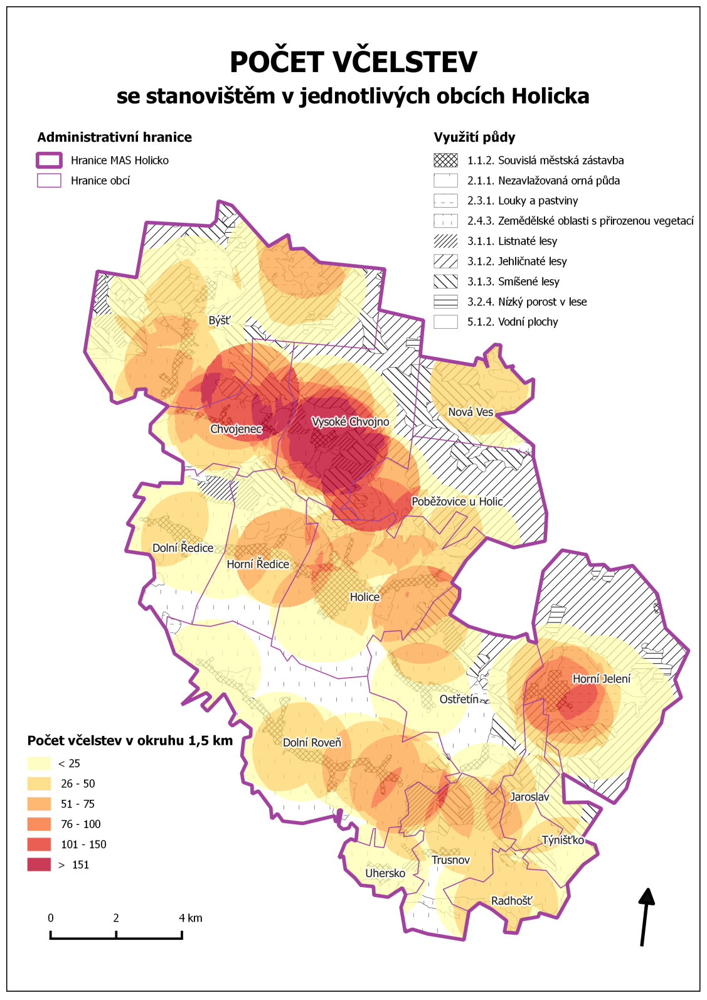 POČET VČELSTEV
se stanovištěm v jednotlivých obcích Holicka
Administrativní hranice
Hranice MAS Holicko
Hranice obcí
Využití půdy
1.1.2. Souvislá městská zástavba
2.1.1. Nezavlažovaná orná půda
2.3.1. Louky a pastviny
2.4.3. Zemědělské oblasti s přirozenou vegetací
3.1.1. Listnaté lesy
3.1.2. Jehličnaté lesy
3.1.3. Smíšené lesy
3.2.4. Nízký porost v lese
5.1.2. Vodní plochy
Býšť
Nová Ves
Vysoké Chvojno
Chvojenec
Poběžovice u Holic
Dolní Ředice
Horní Ředice
Holice
Horní Jelení
Ostřetín
Dolní Roveň
Jaroslav
Týnišťko
Trusnov
Uhersko
Radhošť
Počet včelstev v okruhu 1,5 km
< 25
26 - 50
51 - 75
76 - 100
101 - 150
> 151
0 2 4 km